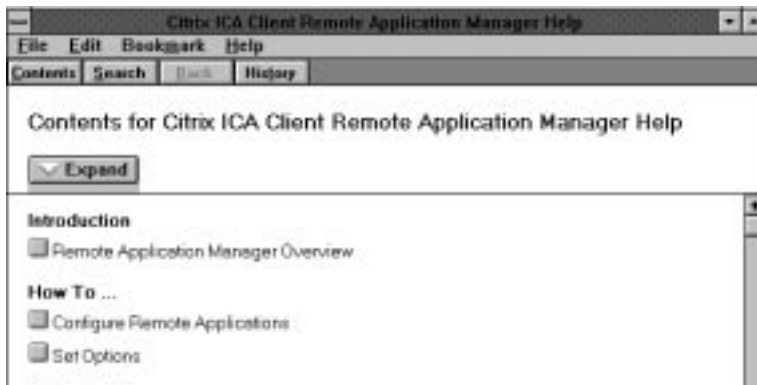 Citrix ICA Client Remote Application Manager Help
File Edit Bookmark Help
Contents Search Back History
Contents for Citrix ICA Client Remote Application Manager Help
Expand
Introduction
Remote Application Manager Overview
How To ...
Configure Remote Applications
Set Options